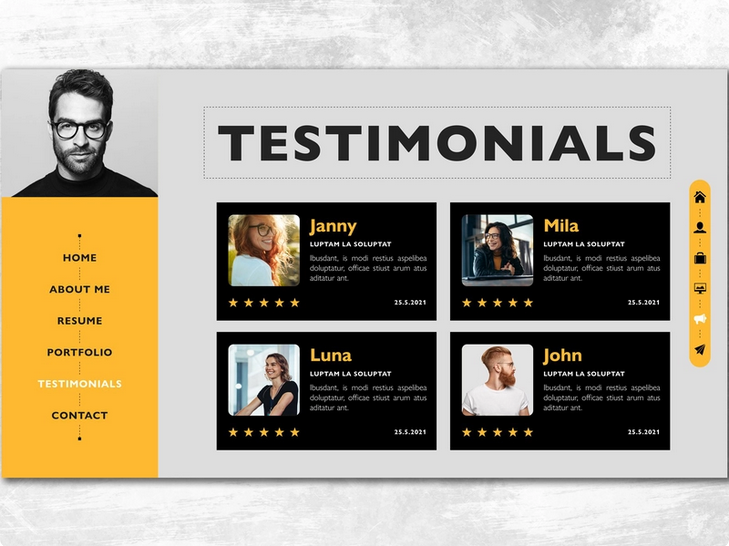 TESTIMONIALS
HOME
ABOUT ME
RESUME
PORTFOLIO
TESTIMONIALS
CONTACT
Janny
LUPTAM LA SOLUPTAT
Ibusdant, is modi restius aspelibea
doluptatur, officae stiust arum atus
aditatur ant.
25.5.2021
Mila
LUPTAM LA SOLUPTAT
Ibusdant, is modi restius aspelibea
doluptatur, officae stiust arum atus
aditatur ant.
25.5.2021
Luna
LUPTAM LA SOLUPTAT
Ibusdant, is modi restius aspelibea
doluptatur, officae stiust arum atus
aditatur ant.
25.5.2021
John
LUPTAM LA SOLUPTAT
Ibusdant, is modi restius aspelibea
doluptatur, officae stiust arum atus
aditatur ant.
25.5.2021